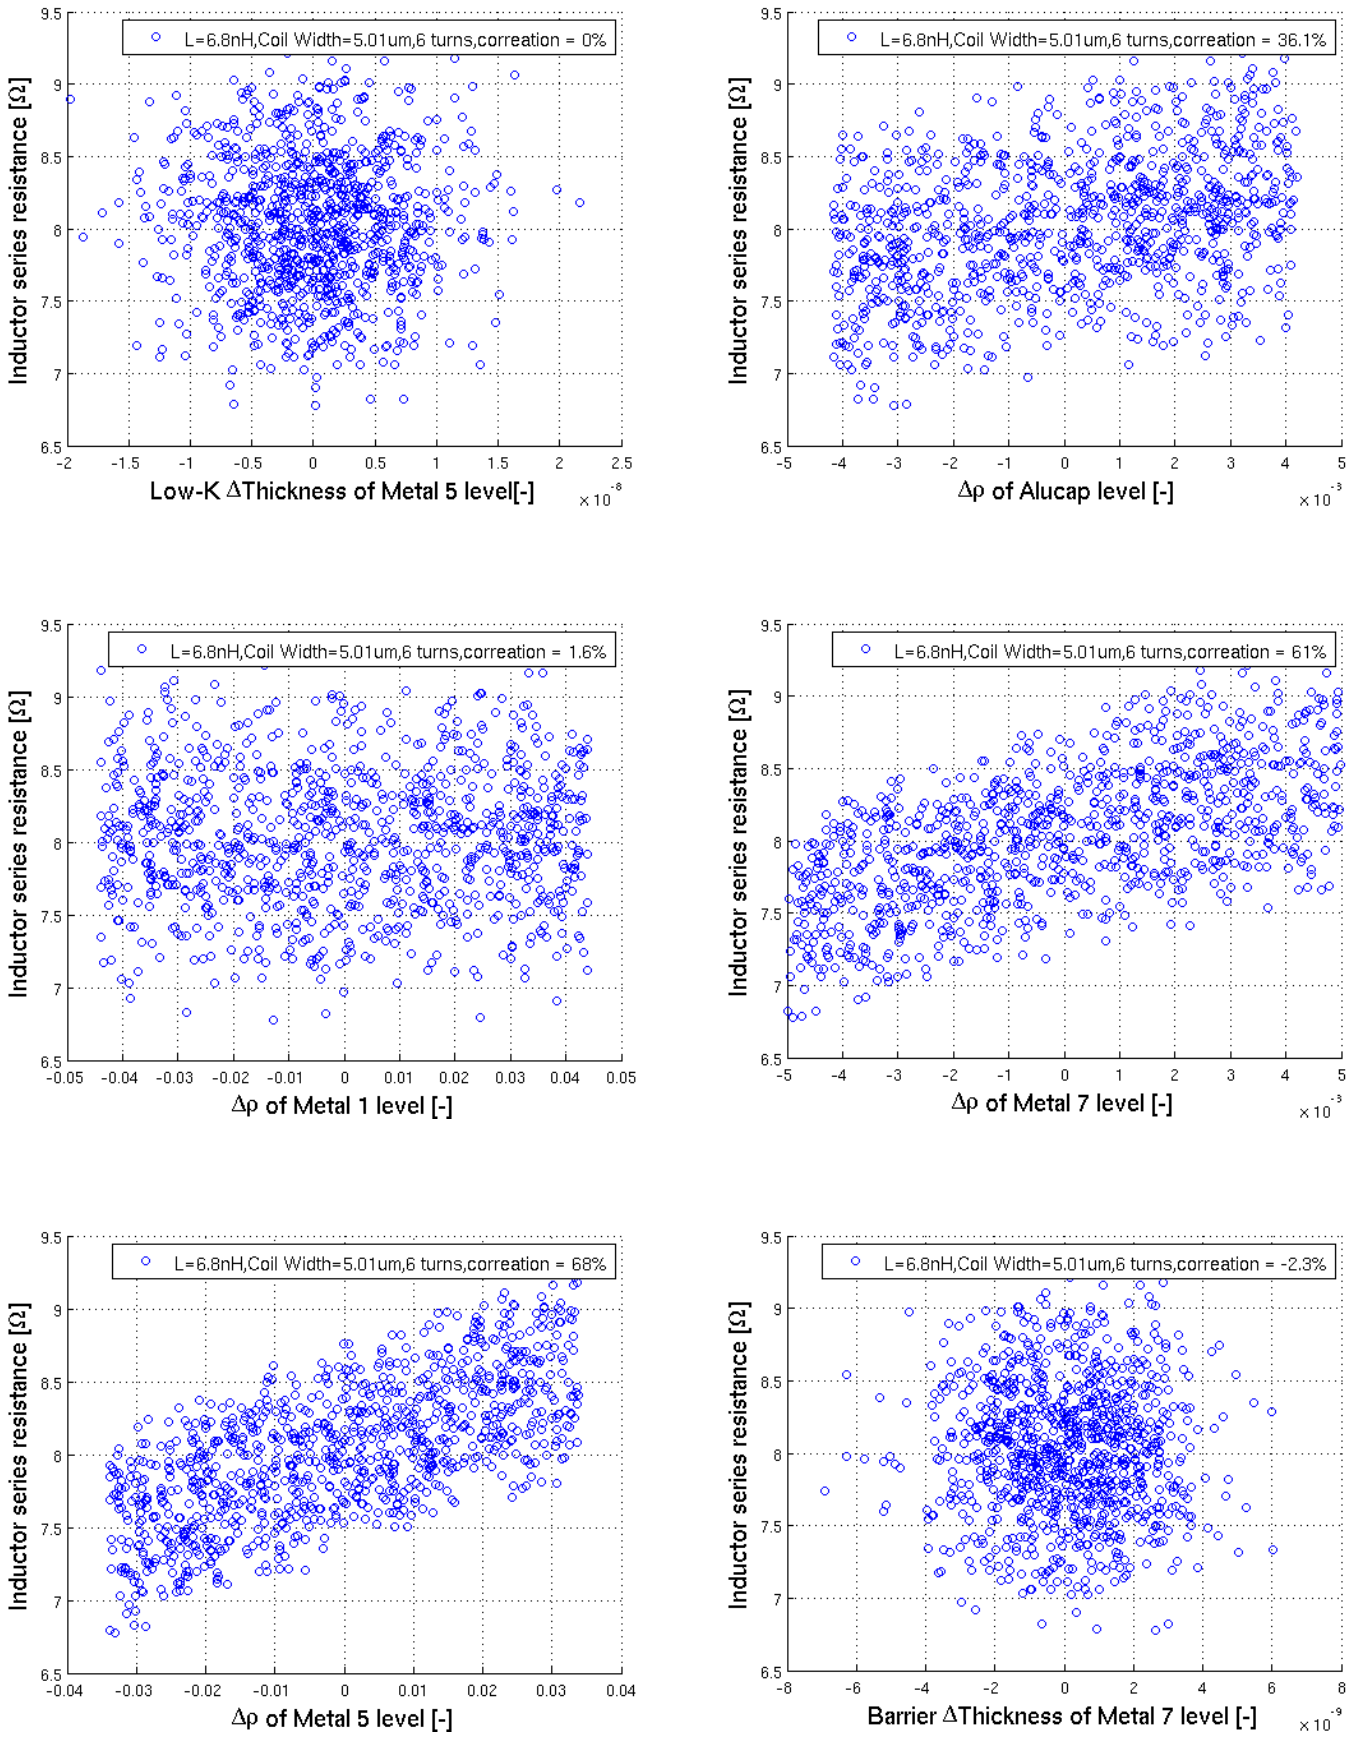 9.5
9
8.5
8
7.5
7
6.5
Inductor series resistance [Ω]
L=6.8nH,Coil Width=5.01um,6 turns,correation = 0%
-2 -1.5 -1 -0.5 0 0.5 1 1.5 2 2.5
Low-K ΔThickness of Metal 5 level[-]
× 10⁻⁸
9.5
9
8.5
8
7.5
7
6.5
Inductor series resistance [Ω]
L=6.8nH,Coil Width=5.01um,6 turns,correation = 36.1%
-5 -4 -3 -2 -1 0 1 2 3 4 5
Δρ of Alucap level [-]
× 10⁻³
9.5
9
8.5
8
7.5
7
6.5
Inductor series resistance [Ω]
L=6.8nH,Coil Width=5.01um,6 turns,correation = 1.6%
-0.05 -0.04 -0.03 -0.02 -0.01 0 0.01 0.02 0.03 0.04 0.05
Δρ of Metal 1 level [-]
9.5
9
8.5
8
7.5
7
6.5
Inductor series resistance [Ω]
L=6.8nH,Coil Width=5.01um,6 turns,correation = 61%
-5 -4 -3 -2 -1 0 1 2 3 4 5
Δρ of Metal 7 level [-]
× 10⁻³
9.5
9
8.5
8
7.5
7
6.5
Inductor series resistance [Ω]
L=6.8nH,Coil Width=5.01um,6 turns,correation = 68%
-0.04 -0.03 -0.02 -0.01 0 0.01 0.02 0.03 0.04
Δρ of Metal 5 level [-]
9.5
9
8.5
8
7.5
7
6.5
Inductor series resistance [Ω]
L=6.8nH,Coil Width=5.01um,6 turns,correation = -2.3%
-8 -6 -4 -2 0 2 4 6 8
Barrier ΔThickness of Metal 7 level [-]
× 10⁻⁹